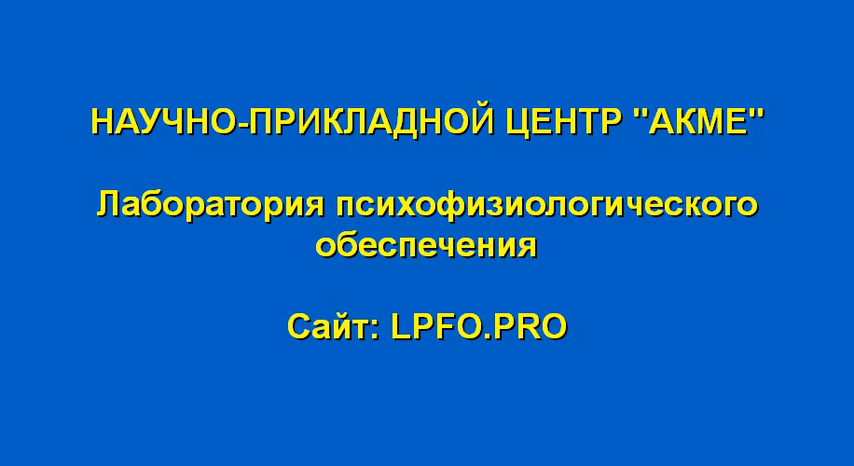 НАУЧНО-ПРИКЛАДНОЙ ЦЕНТР "АКМЕ"
Лаборатория психофизиологического
обеспечения
Сайт: LPFO.PRO